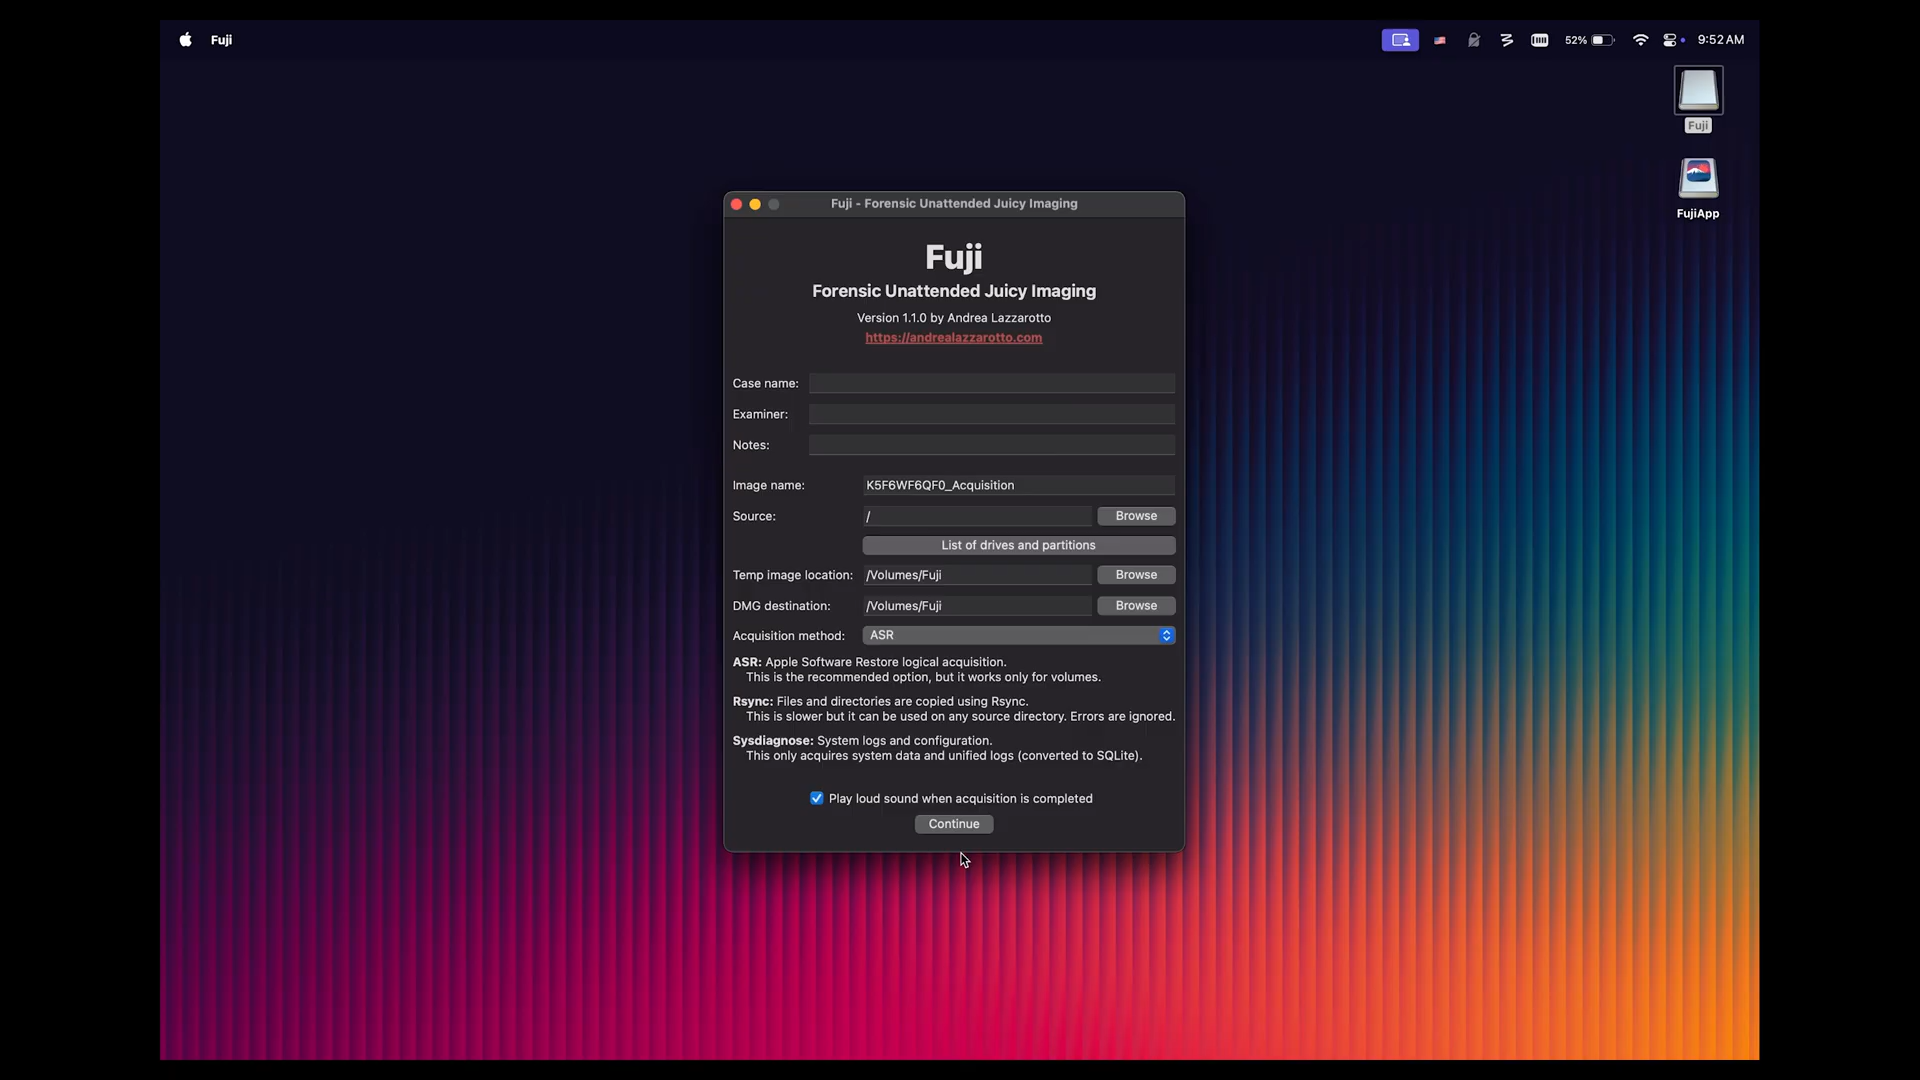 Fuji
52%
9:52 AM
Fuji
FujiApp
Fuji - Forensic Unattended Juicy Imaging
Fuji
Forensic Unattended Juicy Imaging
Version 1.1.0 by Andrea Lazzarotto
https://andrealazzarotto.com
Case name:
Examiner:
Notes:
Image name: K5F6WF6QF0_Acquisition
Source: / Browse
List of drives and partitions
Temp image location: /Volumes/Fuji Browse
DMG destination: /Volumes/Fuji Browse
Acquisition method: ASR
ASR: Apple Software Restore logical acquisition.
This is the recommended option, but it works only for volumes.
Rsync: Files and directories are copied using Rsync.
This is slower but it can be used on any source directory. Errors are ignored.
Sysdiagnose: System logs and configuration.
This only acquires system data and unified logs (converted to SQLite).
Play loud sound when acquisition is completed
Continue